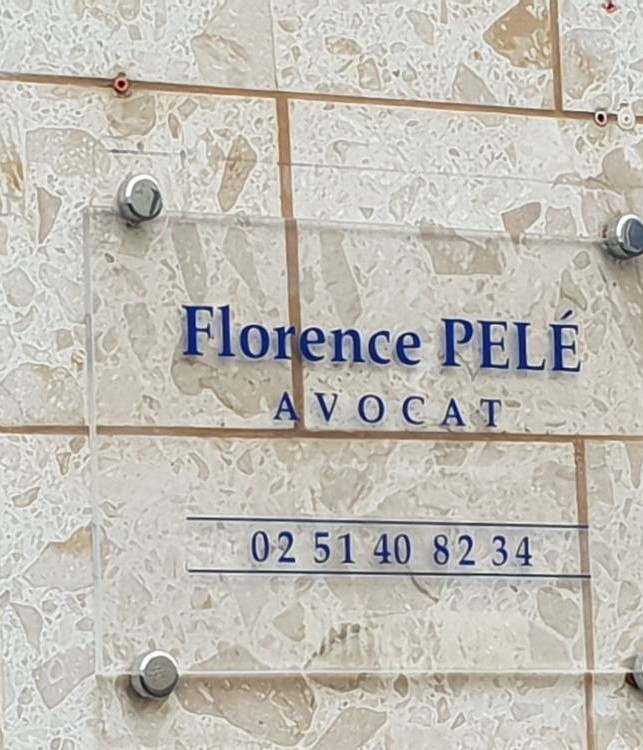 Florence PELÉ
AVOCAT
02 51 40 82 34